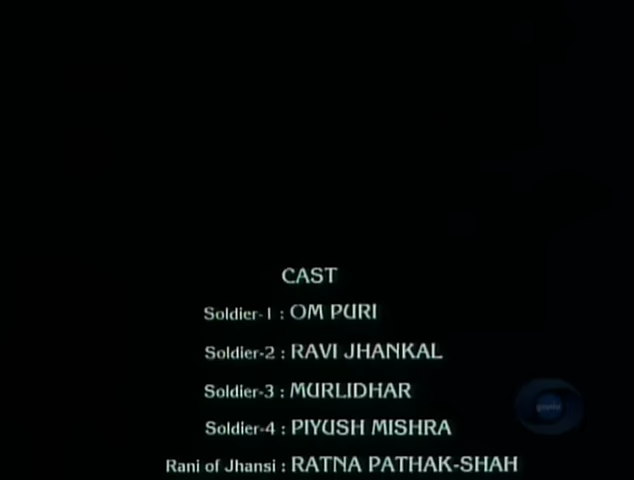 CAST
Soldier-1 : OM PURI
Soldier-2 : RAVI JHANKAL
Soldier-3 : MURLIDHAR
Soldier-4 : PIYUSH MISHRA
Rani of Jhansi : RATNA PATHAK-SHAH